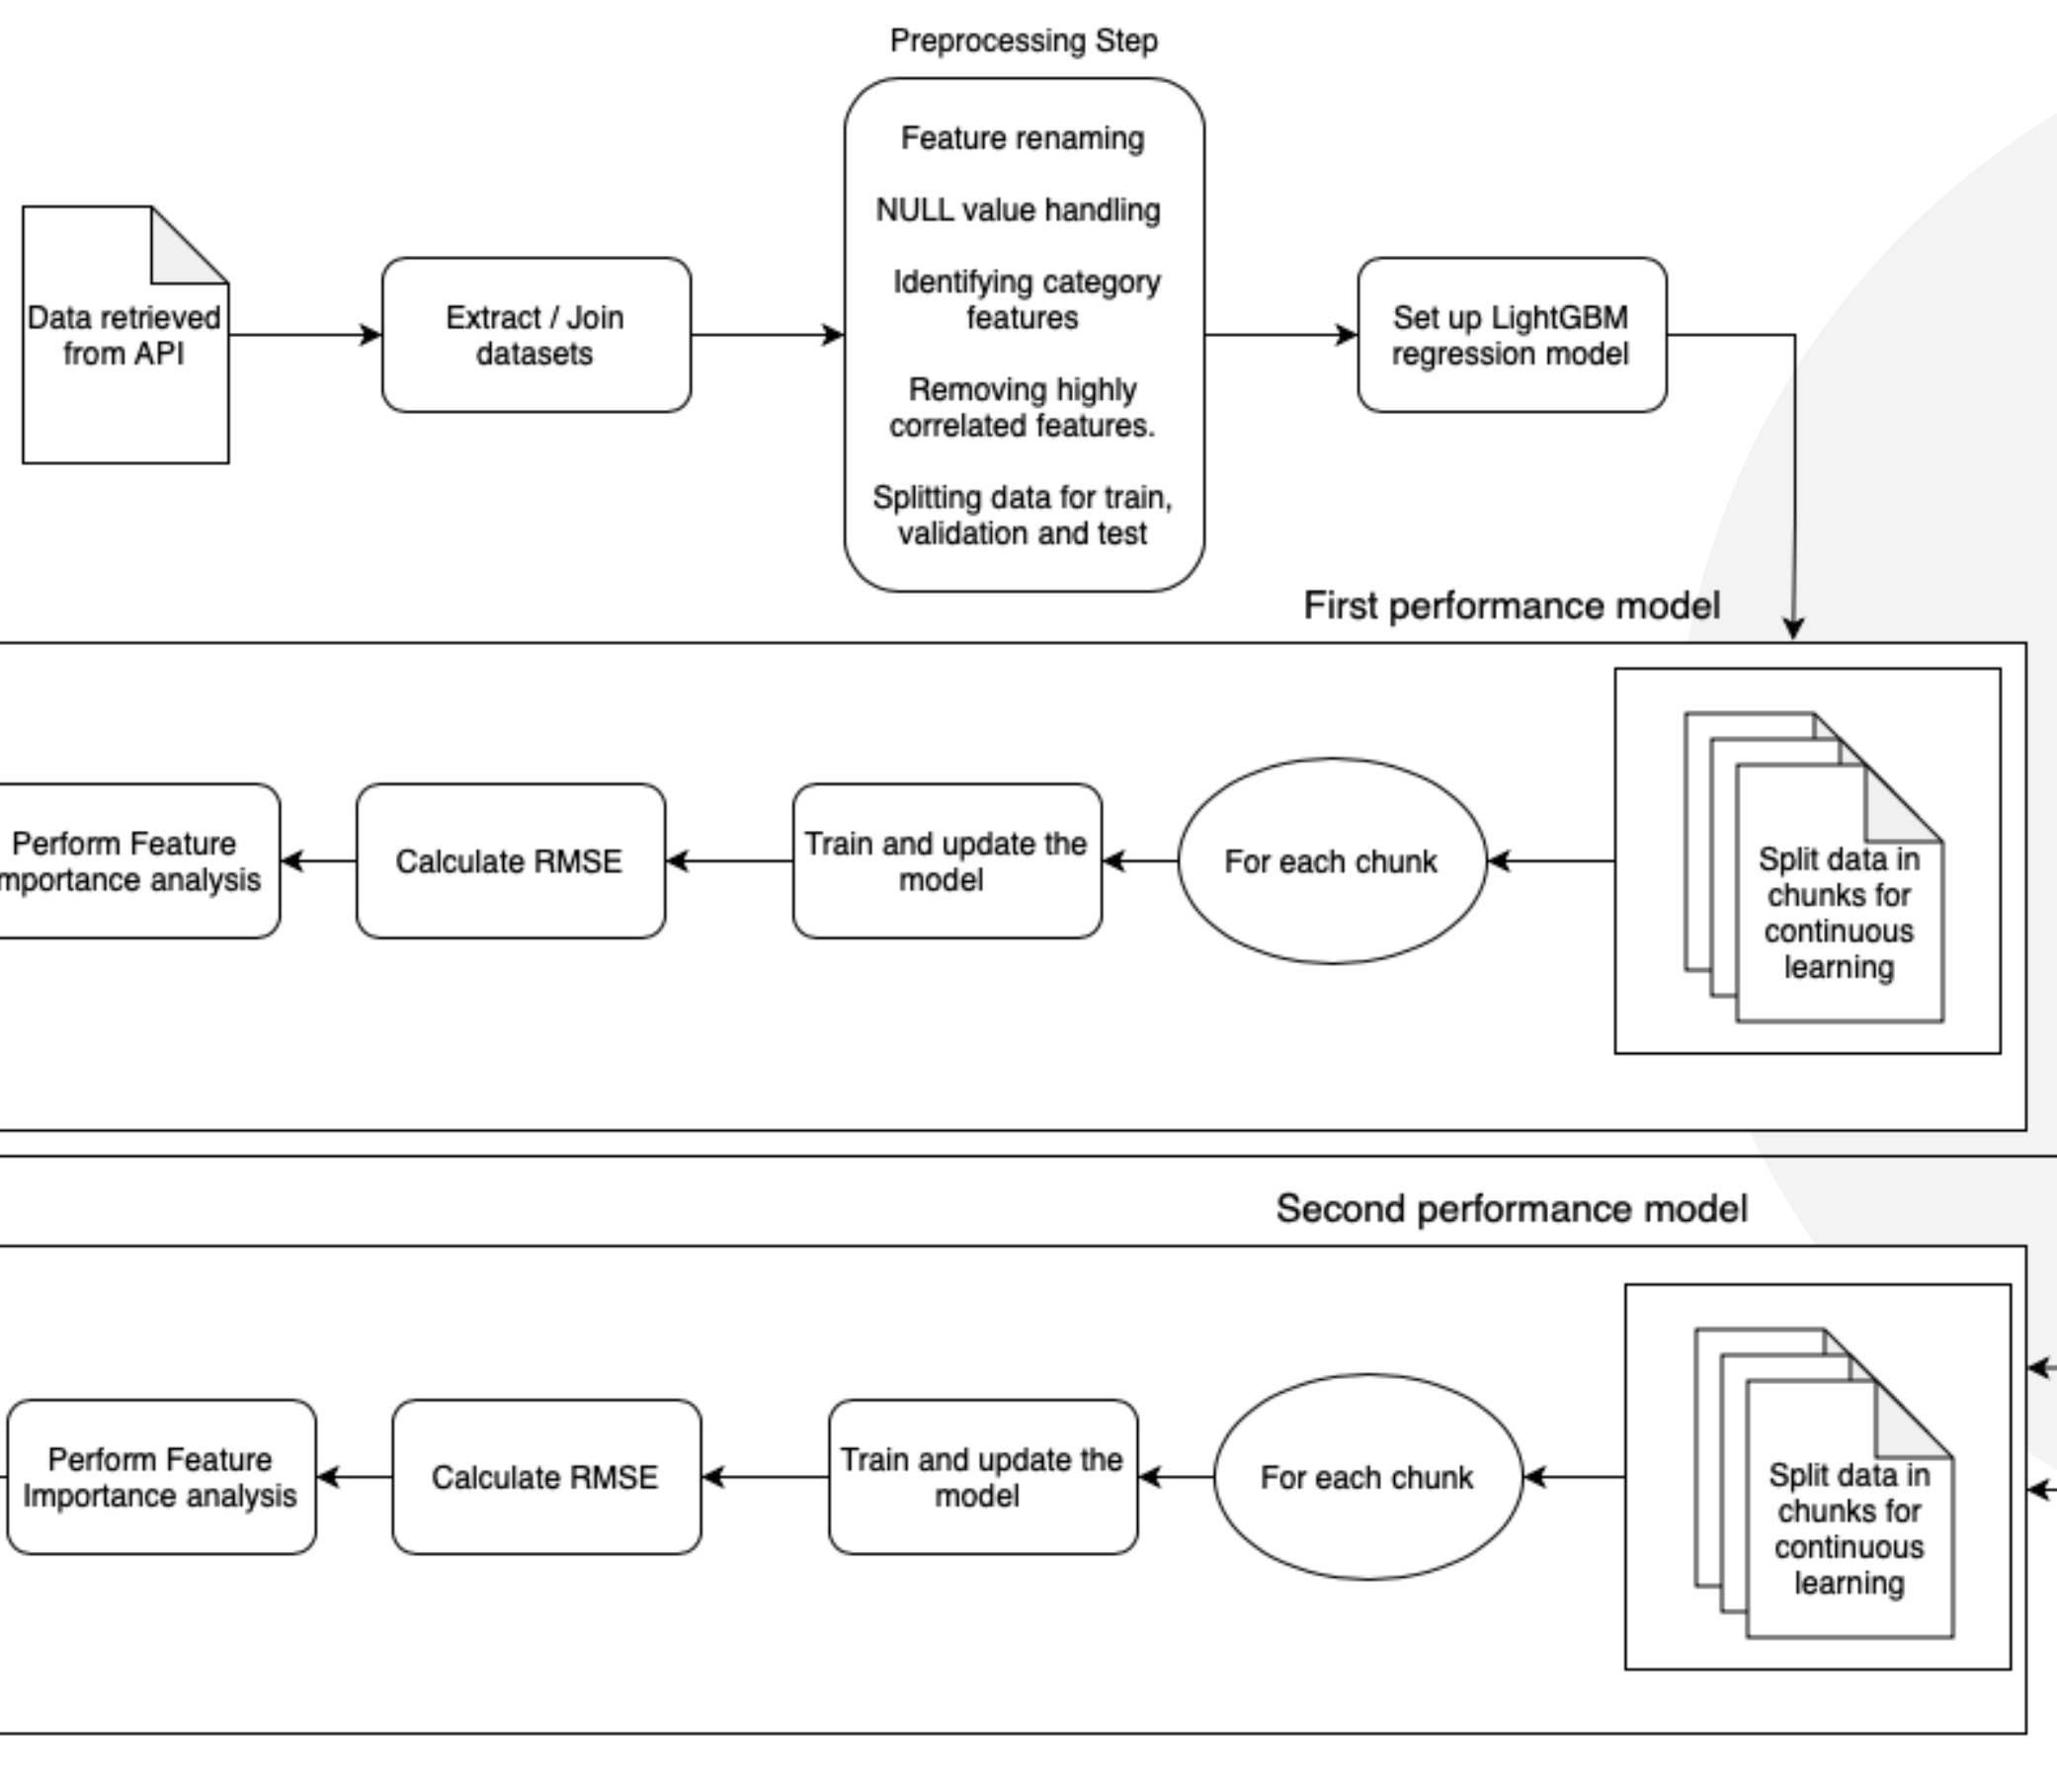 Preprocessing Step
Feature renaming
NULL value handling
Identifying category
features
Removing highly
correlated features.
Splitting data for train,
validation and test
Data retrieved
from API
Extract / Join
datasets
Set up LightGBM
regression model
First performance model
Perform Feature
mportance analysis
Calculate RMSE
Train and update the
model
For each chunk
Split data in
chunks for
continuous
learning
Second performance model
Perform Feature
Importance analysis
Calculate RMSE
Train and update the
model
For each chunk
Split data in
chunks for
continuous
learning